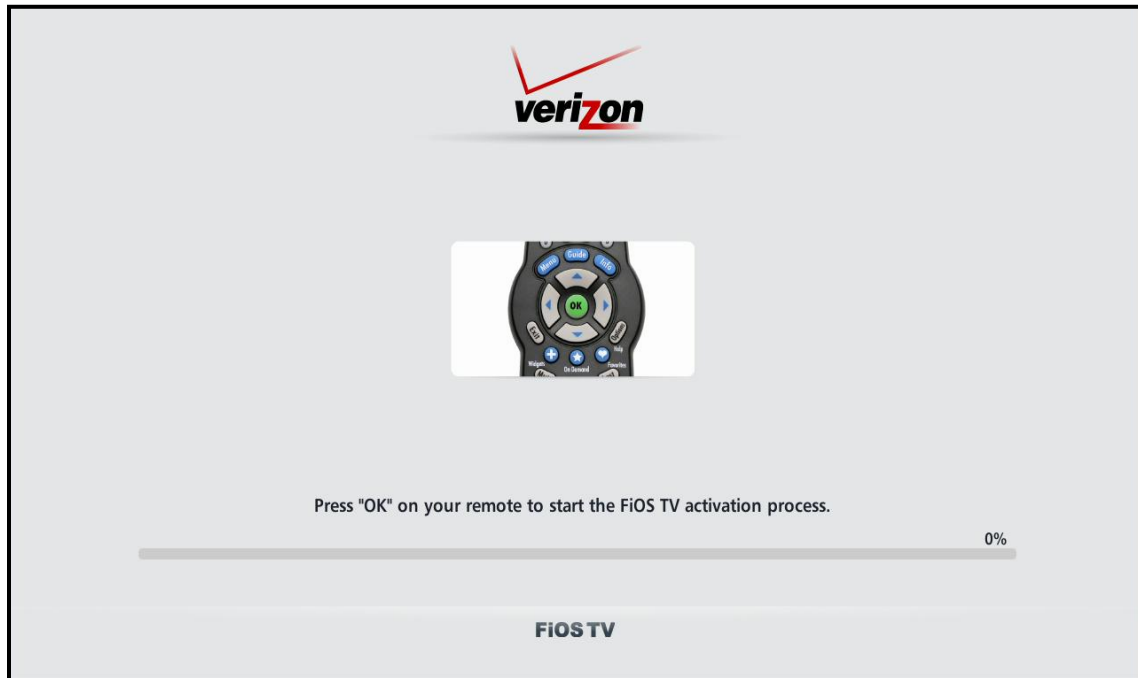 verizon
Menu
Guide
Info
OK
Exit
Options
Help
Widgets
On Demand
Favorites
Press "OK" on your remote to start the FiOS TV activation process.
0%
FiOS TV